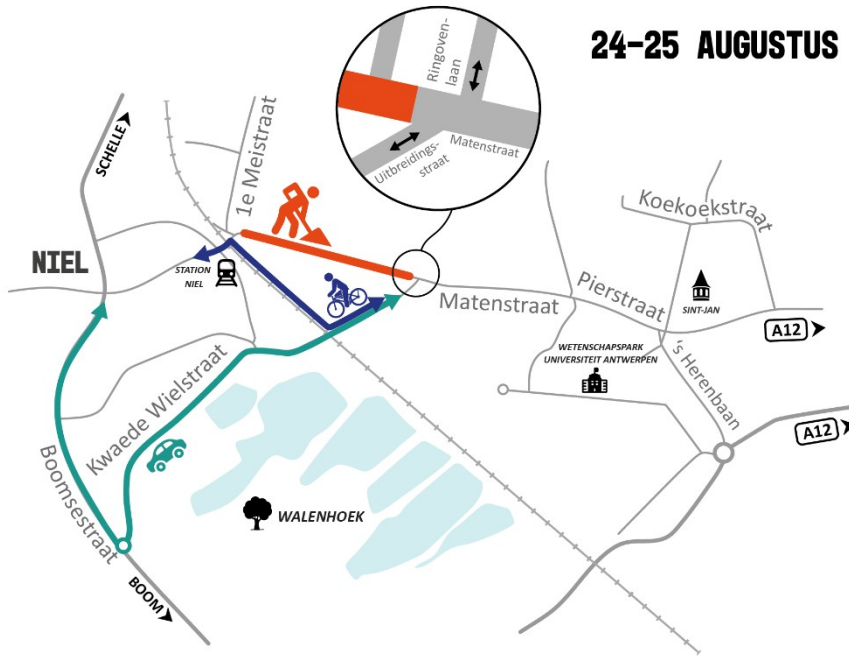 24-25 AUGUSTUS
Ringoven-
laan
Matenstraat
Uitbreidings-
straat
SCHELLE
1e Meistraat
Koekoekstraat
NIEL
STATION
NIEL
Matenstraat
Pierstraat
SINT-JAN
A12
WETENSCHAPSPARK
UNIVERSITEIT ANTWERPEN
's Herenbaan
A12
Kwaede Wielstraat
Boomsestraat
WALENHOEK
BOOM